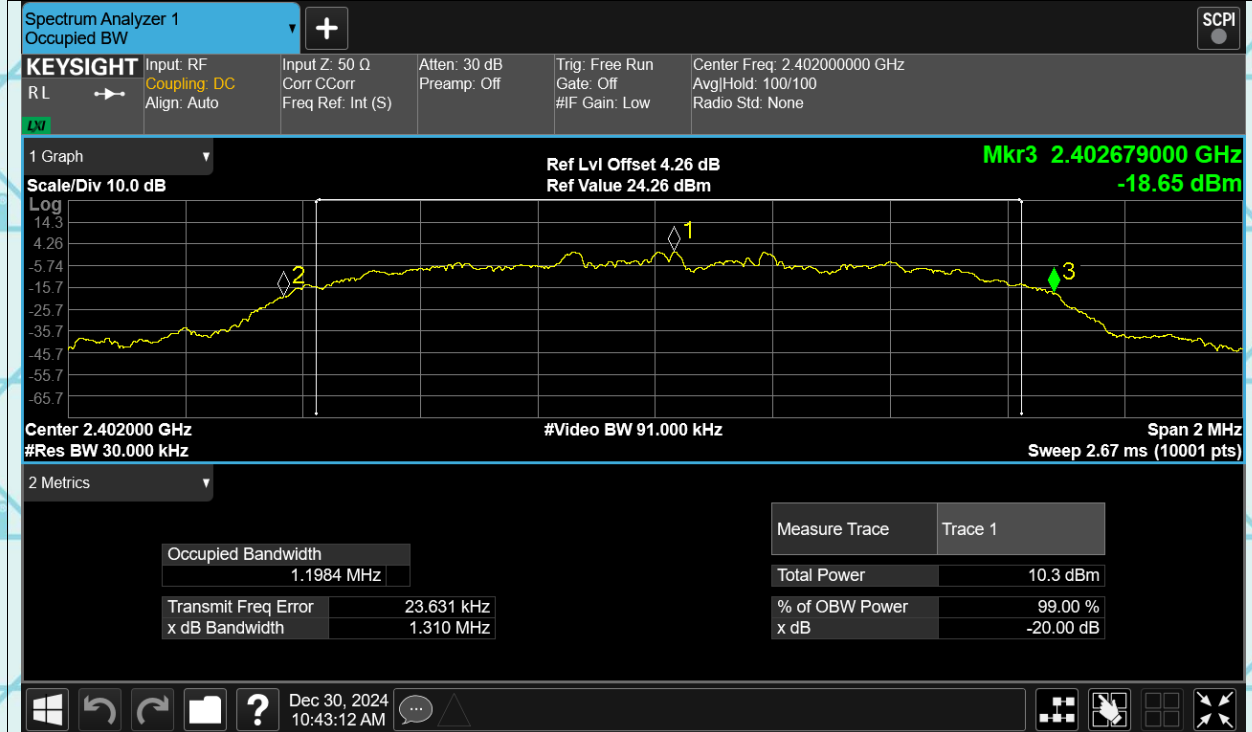 Spectrum Analyzer 1
Occupied BW
SCPI
KEYSIGHT
RL
LXI
Input: RF
Coupling: DC
Align: Auto
Input Z: 50 Ω
Corr CCorr
Freq Ref: Int (S)
Atten: 30 dB
Preamp: Off
Trig: Free Run
Gate: Off
#IF Gain: Low
Center Freq: 2.402000000 GHz
Avg|Hold: 100/100
Radio Std: None
1 Graph
Ref Lvl Offset 4.26 dB
Mkr3 2.402679000 GHz
Scale/Div 10.0 dB
Ref Value 24.26 dBm
-18.65 dBm
Log
14.3
4.26
-5.74
-15.7
-25.7
-35.7
-45.7
-55.7
-65.7
1
2
3
Center 2.402000 GHz
#Video BW 91.000 kHz
Span 2 MHz
#Res BW 30.000 kHz
Sweep 2.67 ms (10001 pts)
2 Metrics
Measure Trace Trace 1
Occupied Bandwidth
1.1984 MHz
Total Power 10.3 dBm
Transmit Freq Error 23.631 kHz
% of OBW Power 99.00 %
x dB Bandwidth 1.310 MHz
x dB -20.00 dB
?
Dec 30, 2024
10:43:12 AM